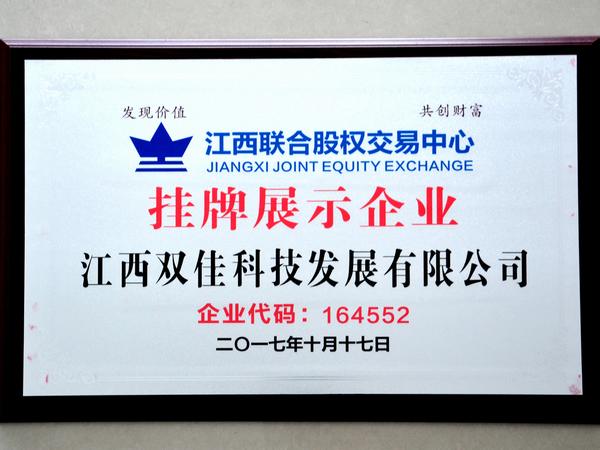 发现价值 共创财富
江西联合股权交易中心
JIANGXI JOINT EQUITY EXCHANGE
挂牌展示企业
江西双佳科技发展有限公司
企业代码：164552
二〇一七年十月十七日